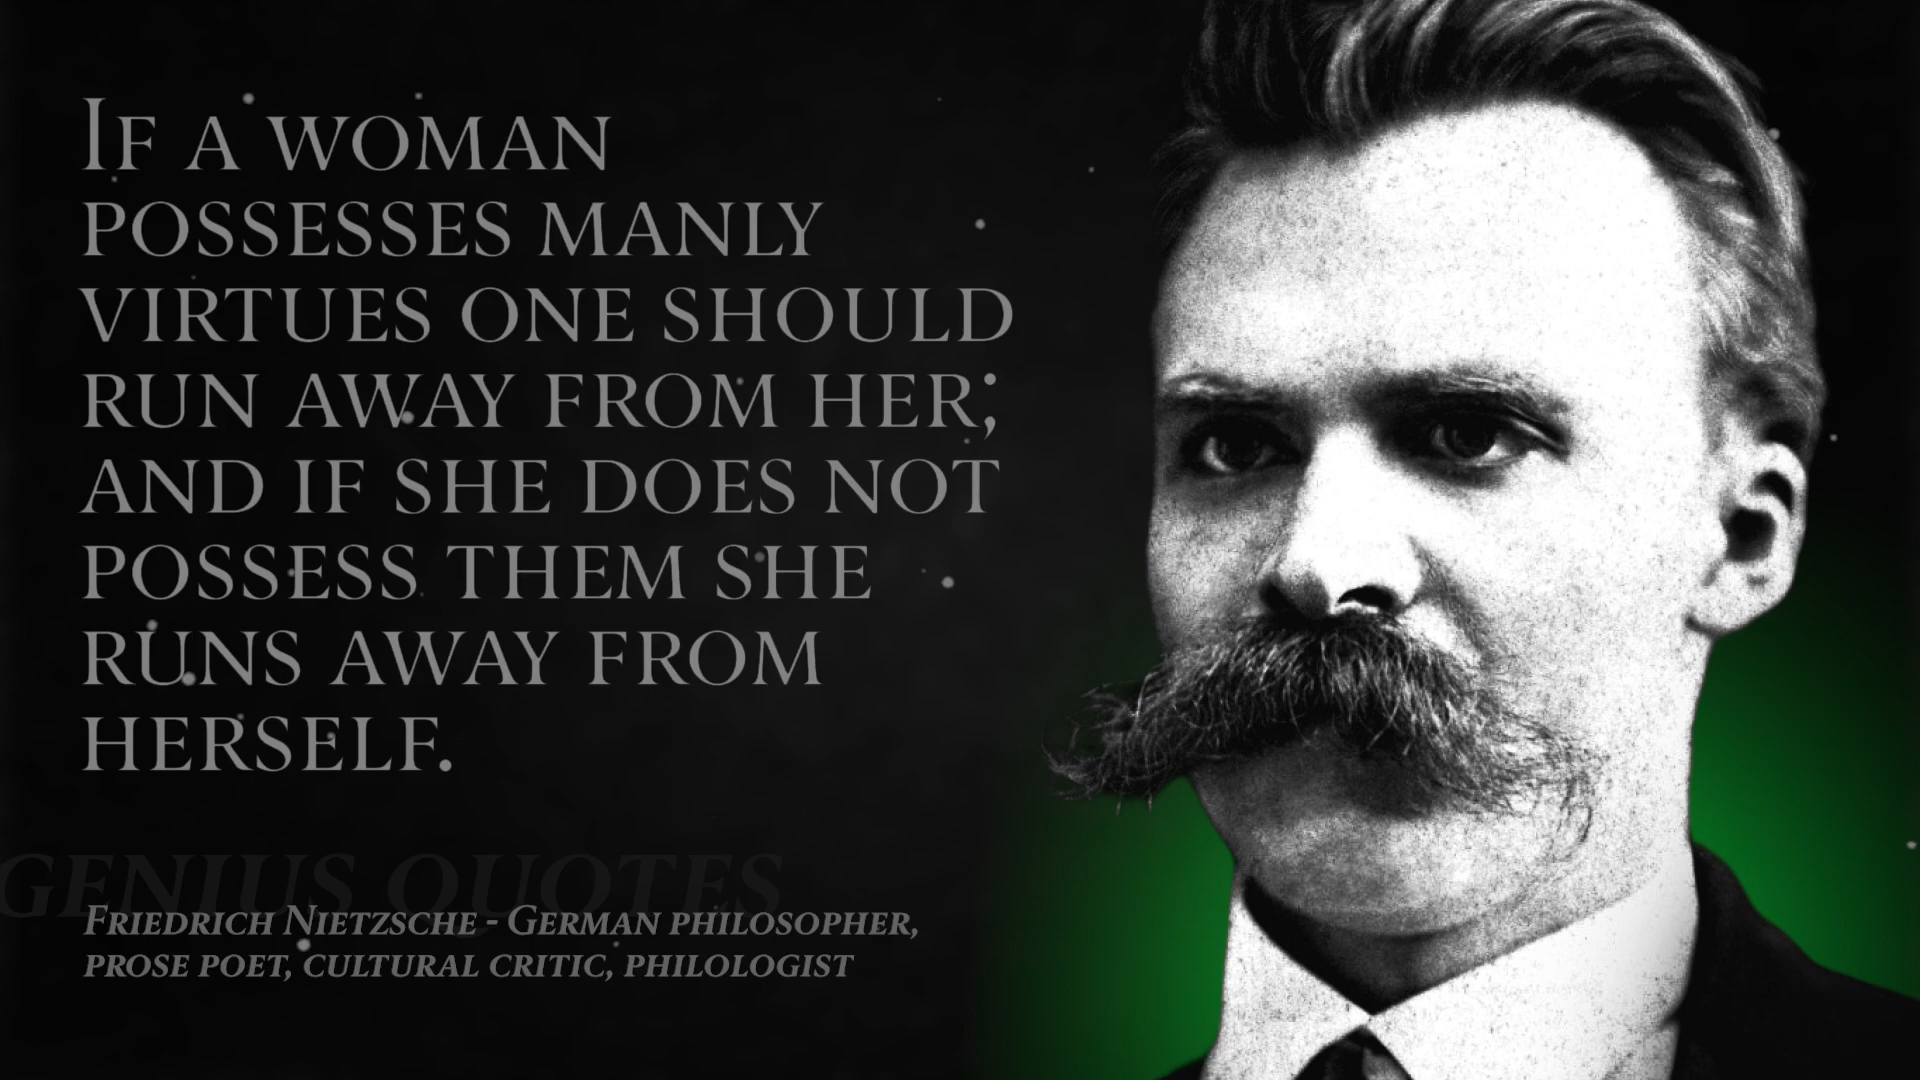 If a woman
possesses manly
virtues one should
run away from her;
and if she does not
possess them she
runs away from
herself.
GENIUS QUOTES
Friedrich Nietzsche - German philosopher,
prose poet, cultural critic, philologist